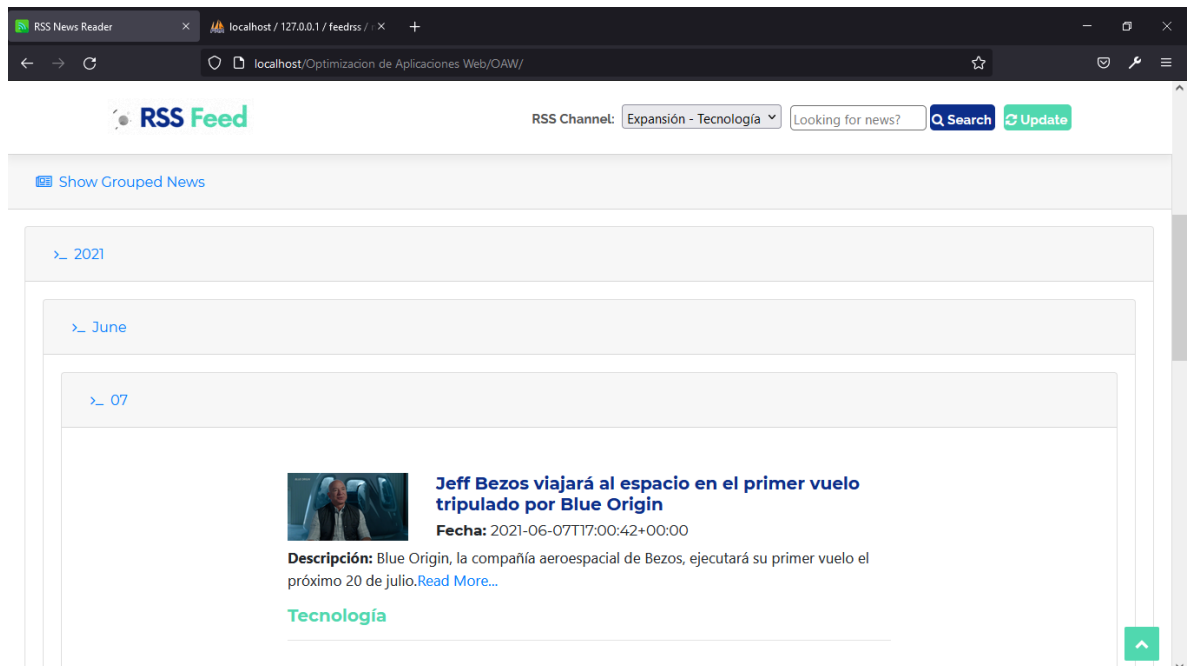 RSS News Reader
localhost / 127.0.0.1 / feedrss /
localhost/Optimizacion de Aplicaciones Web/OAW/
RSS Feed
RSS Channel: Expansión - Tecnología Looking for news? Search Update
Show Grouped News
>_ 2021
>_ June
>_ 07
Jeff Bezos viajará al espacio en el primer vuelo
tripulado por Blue Origin
Fecha: 2021-06-07T17:00:42+00:00
Descripción: Blue Origin, la compañía aeroespacial de Bezos, ejecutará su primer vuelo el
próximo 20 de julio.Read More...
Tecnología